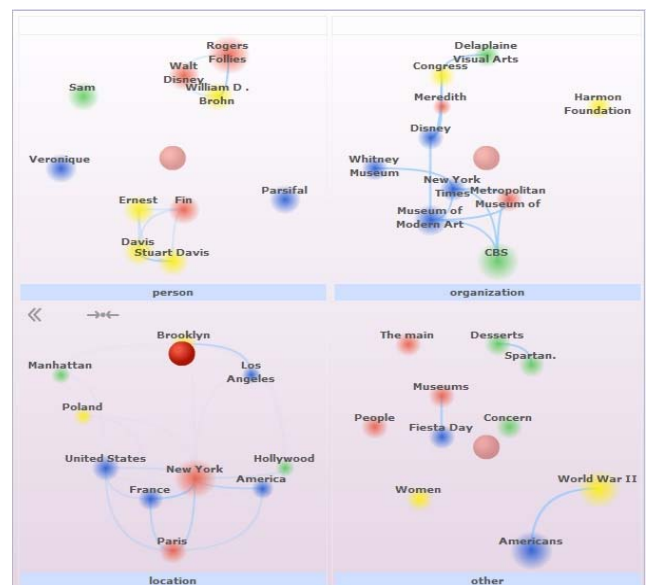 Rogers
Follies
Walt
Disney
William D .
Brohn
Sam
Veronique
Parsifal
Ernest
Fin
Davis
Stuart Davis
person
Delaplaine
Visual Arts
Congress
Meredith
Harmon
Foundation
Disney
Whitney
Museum
New York
Times
Metropolitan
Museum of
Museum of
Modern Art
CBS
organization
Brooklyn
Manhattan
Los
Angeles
Poland
United States
New York
Hollywood
France
America
Paris
location
The main
Desserts
Spartan.
Museums
People
Fiesta Day
Concern
Women
World War II
Americans
other